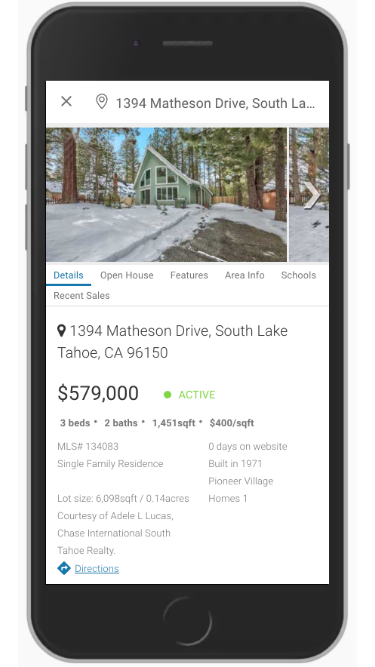 1394 Matheson Drive, South La...
Details Open House Features Area Info Schools
Recent Sales
1394 Matheson Drive, South Lake
Tahoe, CA 96150
$579,000 ACTIVE
3 beds * 2 baths * 1,451sqft * $400/sqft
MLS# 134083
Single Family Residence
Lot size: 6,098sqft / 0.14acres
Courtesy of Adele L Lucas,
Chase International South
Tahoe Realty.
0 days on website
Built in 1971
Pioneer Village
Homes 1
Directions